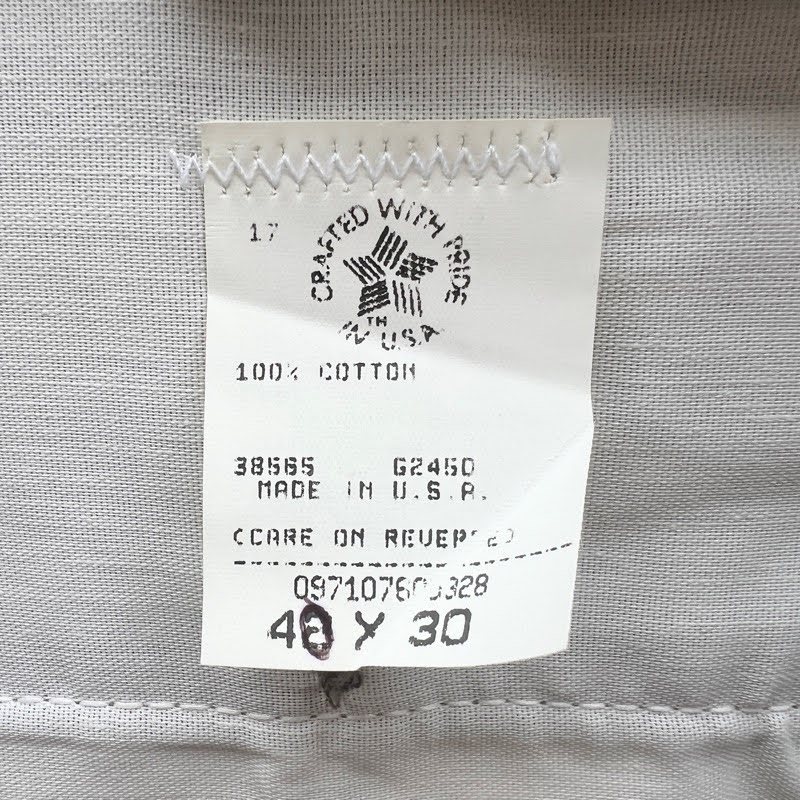 CRAFTED WITH PRIDE
17
IN U.S.A.
TM
100% COTTON
38565 G2450
MADE IN U.S.A.
CARE ON REVERSE
X 30